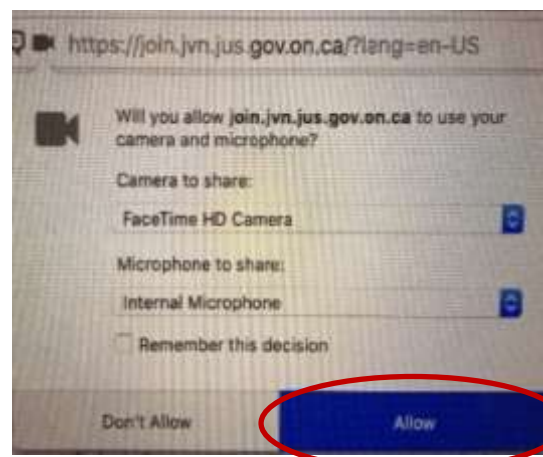 https://join.jvn.jus.gov.on.ca/?lang=en-US
Will you allow join.jvn.jus.gov.on.ca to use your
camera and microphone?
Camera to share:
FaceTime HD Camera
Microphone to share:
Internal Microphone
Remember this decision
Don't Allow
Allow